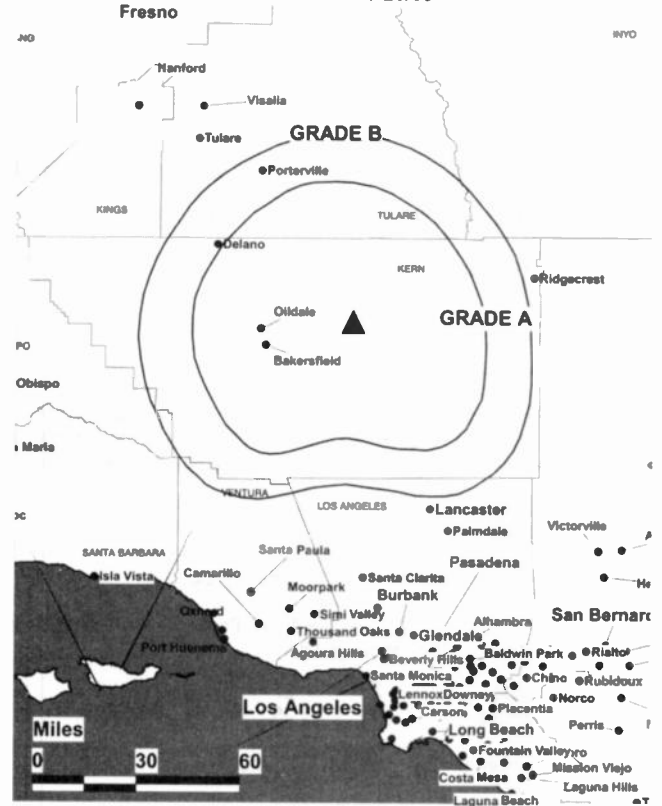 Fresno
INYO
Hanford
Visalia
Tulare
GRADE B
Porterville
KINGS
TULARE
Delano
KERN
Ridgecrest
Oildale
GRADE A
Bakersfield
PO
Obispo
Maria
VENTURA
LOS ANGELES
Lancaster
Palmdale
Victorville
SANTA BARBARA
Santa Paula
Pasadena
Isla Vista
Camarillo
Santa Clarita
Moorpark
Burbank
He
Oxnard
Simi Valley
Alhambra
San Bernard
Thousand Oaks
Glendale
Port Hueneme
Agoura Hills
Baldwin Park
Rialto
Beverly Hills
Santa Monica
Chino
Rubidoux
Los Angeles
Lennox
Downey
Norco
Carson
Placentia
Miles
Long Beach
Perris
0 30 60
Fountain Valley
Mission Viejo
Costa Mesa
Laguna Hills
Laguna Beach